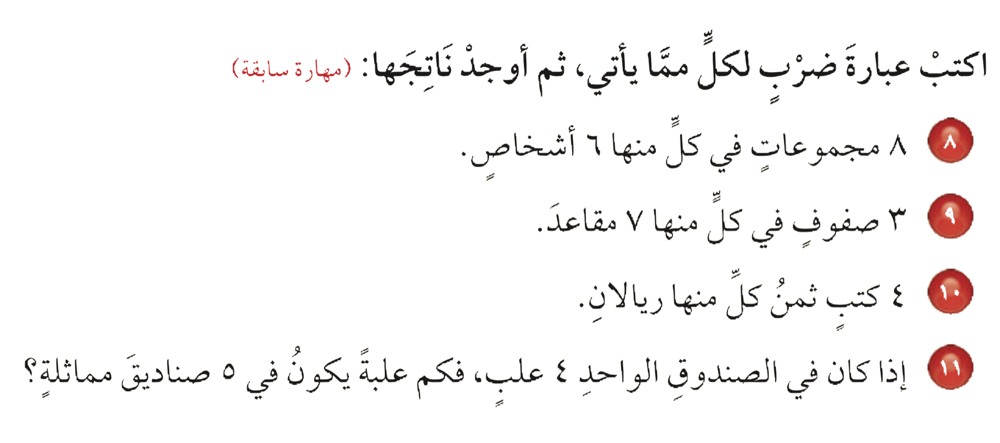 اكتبْ عبارةَ ضرْبٍ لكلٍّ ممَّا يأتي، ثم أوجدْ نَاتِجَها: (مهارة سابقة)
٨ ٨ مجموعاتٍ في كلٍّ منها ٦ أشخاصٍ.
٩ ٣ صفوفٍ في كلٍّ منها ٧ مقاعدَ.
١٠ ٤ كتبٍ ثمنُ كلِّ منها ريالانِ.
١١ إذا كان في الصندوقِ الواحدِ ٤ علبٍ، فكم علبةً يكونُ في ٥ صناديقَ مماثلةٍ؟